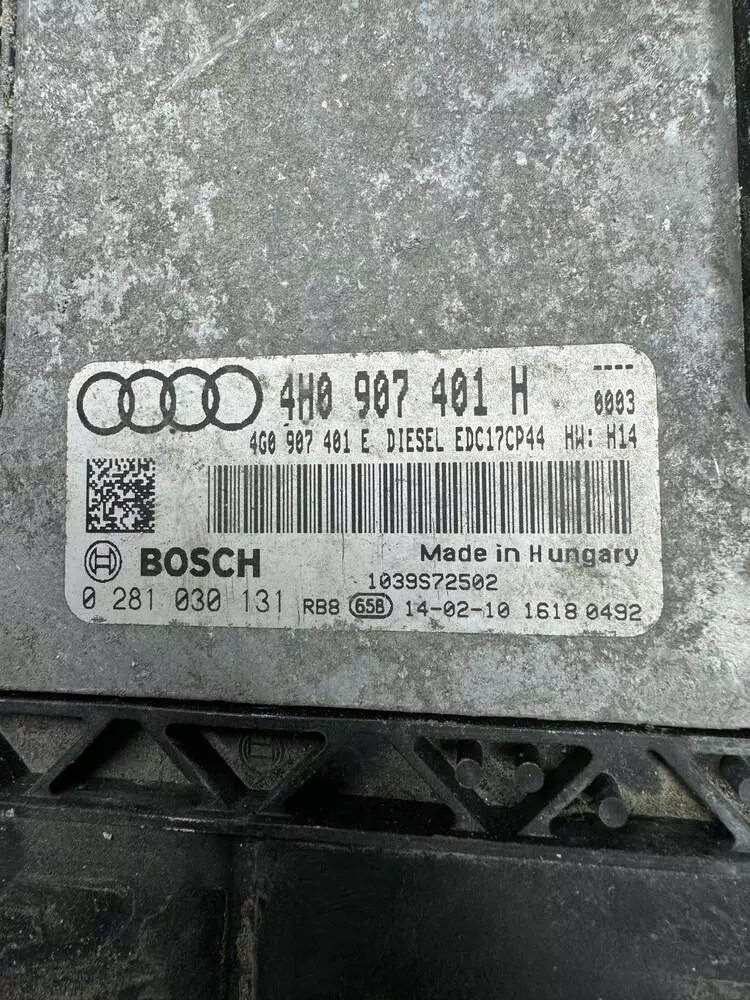 4H0 907 401 H
----
0003
4G0 907 401 E DIESEL EDC17CP44 HW: H14
BOSCH
Made in Hungary
1039S72502
0 281 030 131 RB8 658 14-02-10 1618 0492